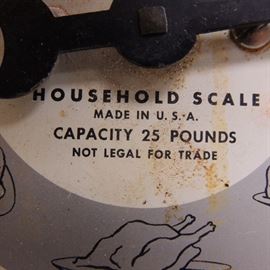 HOUSEHOLD SCALE
MADE IN U.S.A.
CAPACITY 25 POUNDS
NOT LEGAL FOR TRADE